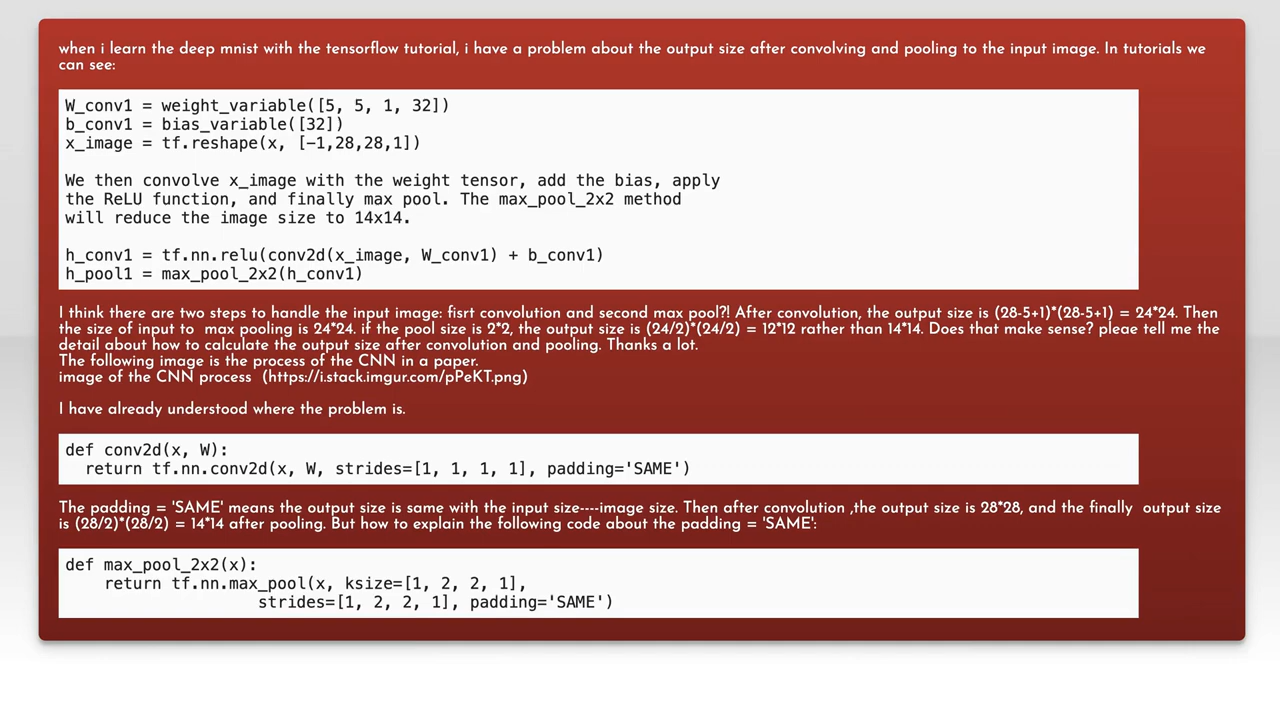 when i learn the deep mnist with the tensorflow tutorial, i have a problem about the output size after convolving and pooling to the input image. In tutorials we
can see:
W_conv1 = weight_variable([5, 5, 1, 32])
b_conv1 = bias_variable([32])
x_image = tf.reshape(x, [-1,28,28,1])
We then convolve x_image with the weight tensor, add the bias, apply
the ReLU function, and finally max pool. The max_pool_2x2 method
will reduce the image size to 14x14.
h_conv1 = tf.nn.relu(conv2d(x_image, W_conv1) + b_conv1)
h_pool1 = max_pool_2x2(h_conv1)
I think there are two steps to handle the input image: fisrt convolution and second max pool?! After convolution, the output size is (28-5+1)*(28-5+1) = 24*24. Then
the size of input to  max pooling is 24*24. if the pool size is 2*2, the output size is (24/2)*(24/2) = 12*12 rather than 14*14. Does that make sense? pleae tell me the
detail about how to calculate the output size after convolution and pooling. Thanks a lot.
The following image is the process of the CNN in a paper.
image of the CNN process  (https://i.stack.imgur.com/pPeKT.png)
I have already understood where the problem is.
def conv2d(x, W):
  return tf.nn.conv2d(x, W, strides=[1, 1, 1, 1], padding='SAME')
The padding = 'SAME' means the output size is same with the input size----image size. Then after convolution ,the output size is 28*28, and the finally  output size
is (28/2)*(28/2) = 14*14 after pooling. But how to explain the following code about the padding = 'SAME':
def max_pool_2x2(x):
    return tf.nn.max_pool(x, ksize=[1, 2, 2, 1],
                    strides=[1, 2, 2, 1], padding='SAME')